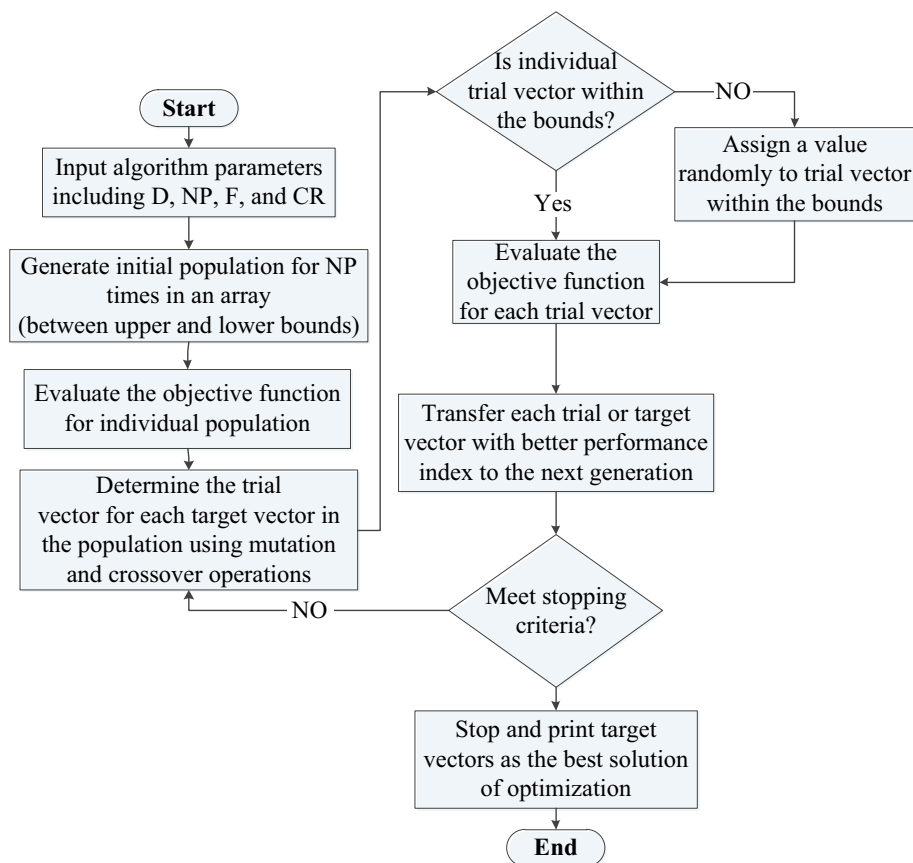 Start
Input algorithm parameters
including D, NP, F, and CR
Generate initial population for NP
times in an array
(between upper and lower bounds)
Evaluate the objective function
for individual population
Determine the trial
vector for each target vector in
the population using mutation
and crossover operations
Is individual
trial vector within
the bounds?
NO
Assign a value
randomly to trial vector
within the bounds
Yes
Evaluate the
objective function
for each trial vector
Transfer each trial or target
vector with better performance
index to the next generation
Meet stopping
criteria?
NO
Stop and print target
vectors as the best solution
of optimization
End